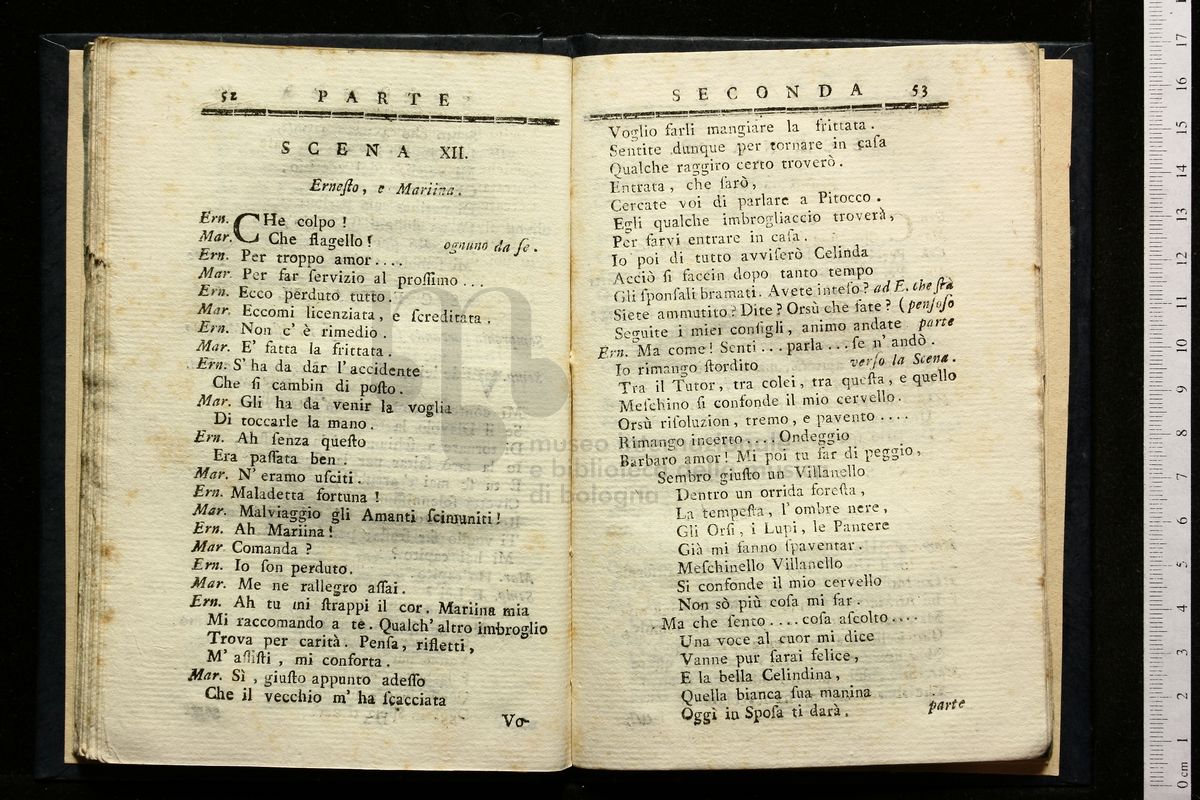 52 PARTE
SCENA XII.
Ernesto, e Mariina.
Ern. CHe colpo !
Mar. Che flagello ! ognuno da se.
Ern. Per troppo amor....
Mar. Per far servizio al prossimo ...
Ern. Ecco perduto tutto.
Mar. Eccomi licenziata, e screditata.
Ern. Non c' è rimedio.
Mar. E' fatta la frittata.
Ern. S' ha da dar l' accidente
Che si cambin di posto.
Mar. Gli ha da venir la voglia
Di toccarle la mano.
Ern. Ah senza questo
Era passata ben.
Mar. N' eramo usciti.
Ern. Maladetta fortuna !
Mar. Malviaggio gli Amanti scimuniti!
Ern. Ah Mariina!
Mar Comanda ?
Ern. Io son perduto.
Mar. Me ne rallegro assai.
Ern. Ah tu mi strappi il cor. Mariina mia
Mi raccomando a te. Qualch' altro imbroglio
Trova per carità. Pensa, rifletti,
M' assisti, mi conforta.
Mar. Sì, giusto appunto adesso
Che il vecchio m' ha scacciata
Vo-
SECONDA 53
Voglio farli mangiare la frittata.
Sentite dunque per tornare in casa
Qualche raggiro certo troverò.
Entrata, che sarò,
Cercate voi di parlare a Pitocco.
Egli qualche imbrogliaccio troverà,
Per farvi entrare in casa.
Io poi di tutto avviserò Celinda
Acciò si faccin dopo tanto tempo
Gli sponsali bramati. Avete inteso? ad E. che stà
Siete ammutito? Dite? Orsù che fate? (pensoso
Seguite i miei consigli, animo andate parte
Ern. Ma come! Senti ... parla ... se n' andò.
Io rimango stordito verso la Scena.
Tra il Tutor, tra colei, tra questa, e quello
Meschino si confonde il mio cervello.
Orsù risoluzion, tremo, e pavento....
Rimango incerto .... Ondeggio
Barbaro amor! Mi poi tu far di peggio,
Sembro giusto un Villanello
Dentro un orrida foresta,
La tempesta, l' ombre nere,
Gli Orsi, i Lupi, le Pantere
Già mi fanno spaventar.
Meschinello Villanello
Si confonde il mio cervello
Non sò più cosa mi far.
Ma che sento.... cosa ascolto....
Una voce al cuor mi dice
Vanne pur sarai felice,
E la bella Celindina,
Quella bianca sua manina
Oggi in Sposa ti darà. parte